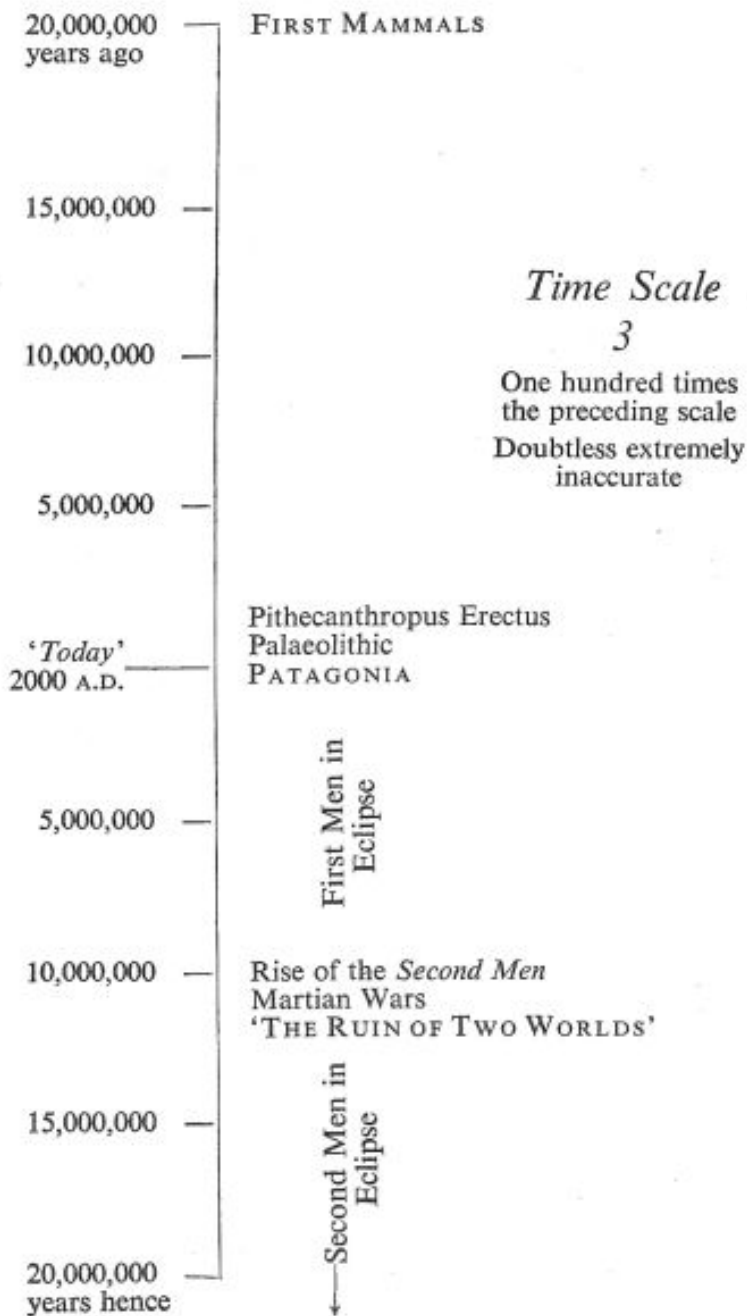 20,000,000
years ago
FIRST MAMMALS
15,000,000
Time Scale
3
10,000,000
One hundred times
the preceding scale
Doubtless extremely
inaccurate
5,000,000
Pithecanthropus Erectus
Palaeolithic
'Today'
2000 A.D.
PATAGONIA
First Men in
Eclipse
5,000,000
10,000,000
Rise of the Second Men
Martian Wars
'THE RUIN OF TWO WORLDS'
Second Men in
Eclipse
15,000,000
20,000,000
years hence